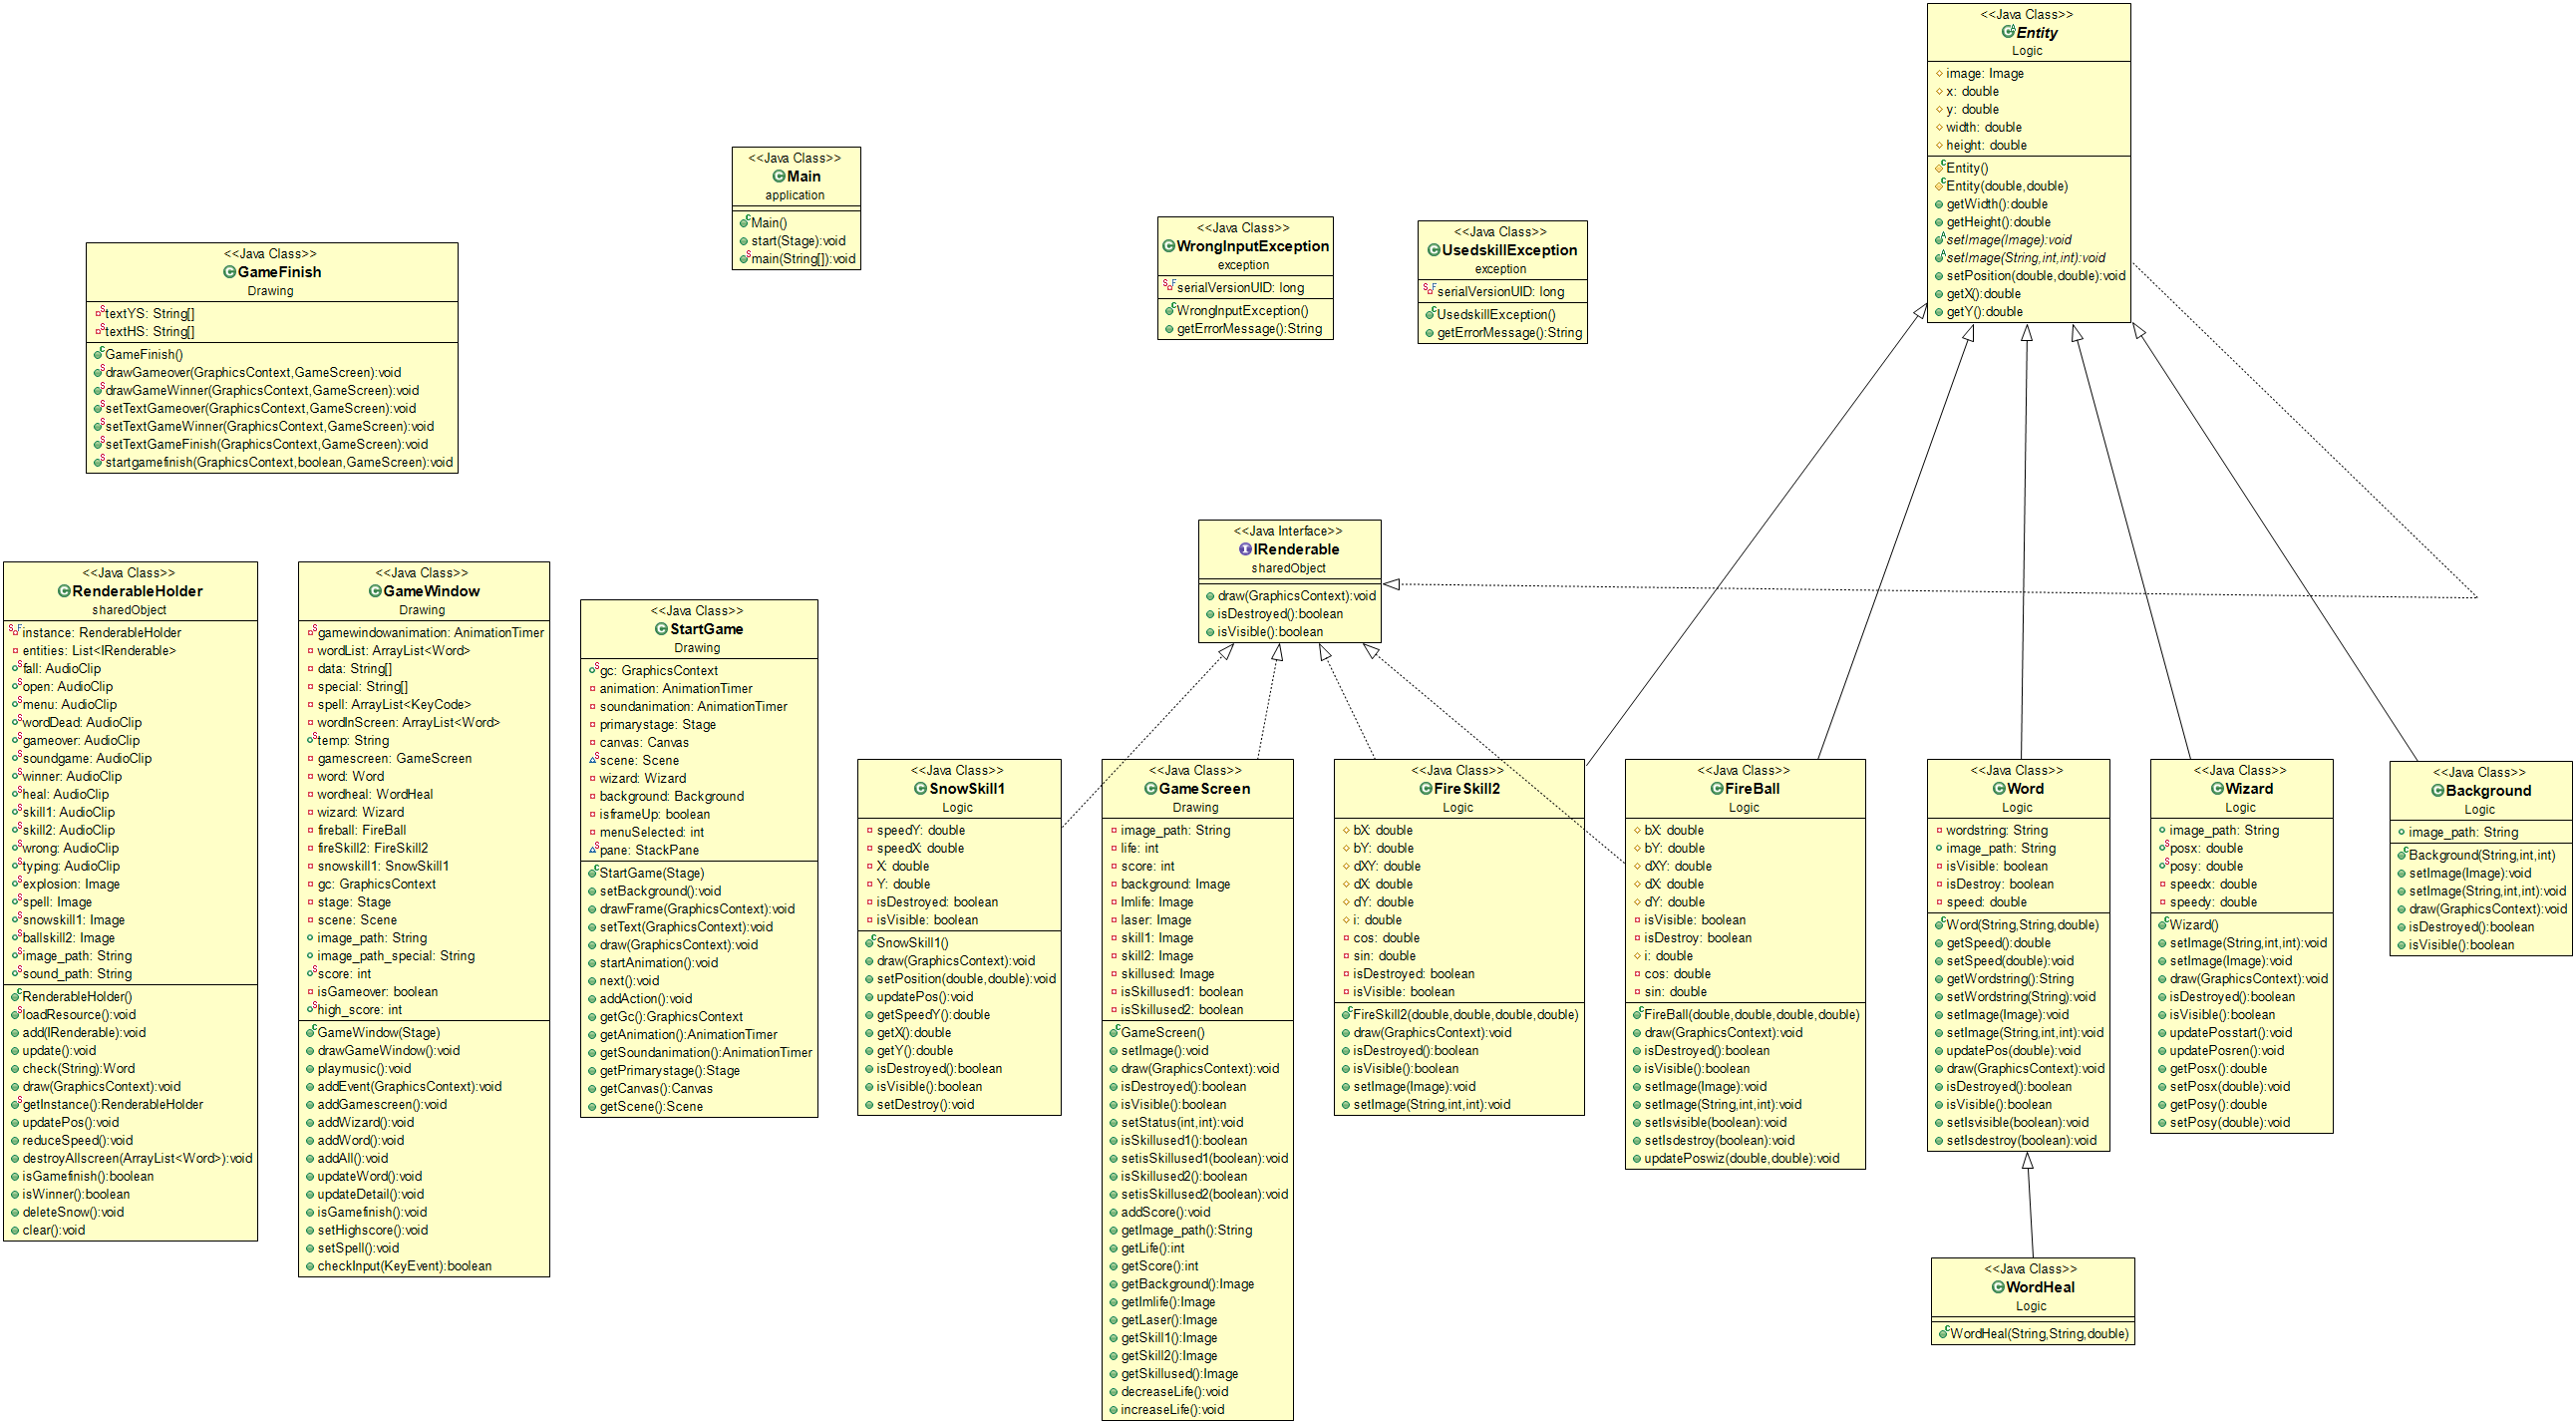 <<Java Class>>
Entity
Logic
image: Image
x: double
y: double
width: double
height: double
Entity()
Entity(double,double)
getWidth():double
getHeight():double
setImage(Image):void
setImage(String,int,int):void
setPosition(double,double):void
getX():double
getY():double
<<Java Class>>
Main
application
Main()
start(Stage):void
main(String[]):void
<<Java Class>>
WrongInputException
exception
serialVersionUID: long
WrongInputException()
getErrorMessage():String
<<Java Class>>
UsedskillException
exception
serialVersionUID: long
UsedskillException()
getErrorMessage():String
<<Java Class>>
GameFinish
Drawing
textYS: String[]
textHS: String[]
GameFinish()
drawGameover(GraphicsContext,GameScreen):void
drawGameWinner(GraphicsContext,GameScreen):void
setTextGameover(GraphicsContext,GameScreen):void
setTextGameWinner(GraphicsContext,GameScreen):void
setTextGameFinish(GraphicsContext,GameScreen):void
startgamefinish(GraphicsContext,boolean,GameScreen):void
<<Java Interface>>
IRenderable
sharedObject
draw(GraphicsContext):void
isDestroyed():boolean
isVisible():boolean
<<Java Class>>
RenderableHolder
sharedObject
instance: RenderableHolder
entities: List<IRenderable>
fall: AudioClip
open: AudioClip
menu: AudioClip
wordDead: AudioClip
gameover: AudioClip
soundgame: AudioClip
winner: AudioClip
heal: AudioClip
skill1: AudioClip
skill2: AudioClip
wrong: AudioClip
typing: AudioClip
explosion: Image
spell: Image
snowskill1: Image
ballskill2: Image
image_path: String
sound_path: String
RenderableHolder()
loadResource():void
add(IRenderable):void
update():void
check(String):Word
draw(GraphicsContext):void
getInstance():RenderableHolder
updatePos():void
reduceSpeed():void
destroyAllscreen(ArrayList<Word>):void
isGamefinish():boolean
isWinner():boolean
deleteSnow():void
clear():void
<<Java Class>>
GameWindow
Drawing
gamewindowanimation: AnimationTimer
wordList: ArrayList<Word>
data: String[]
special: String[]
spell: ArrayList<KeyCode>
wordInScreen: ArrayList<Word>
temp: String
gamescreen: GameScreen
word: Word
wordheal: WordHeal
wizard: Wizard
fireball: FireBall
fireSkill2: FireSkill2
snowskill1: SnowSkill1
gc: GraphicsContext
stage: Stage
scene: Scene
image_path: String
image_path_special: String
score: int
isGameover: boolean
high_score: int
GameWindow(Stage)
drawGameWindow():void
playmusic():void
addEvent(GraphicsContext):void
addGamescreen():void
addWizard():void
addWord():void
addAll():void
updateWord():void
updateDetail():void
isGamefinish():void
setHighscore():void
setSpell():void
checkInput(KeyEvent):boolean
<<Java Class>>
StartGame
Drawing
gc: GraphicsContext
animation: AnimationTimer
soundanimation: AnimationTimer
primarystage: Stage
canvas: Canvas
scene: Scene
wizard: Wizard
background: Background
isframeUp: boolean
menuSelected: int
pane: StackPane
StartGame(Stage)
setBackground():void
drawFrame(GraphicsContext):void
setText(GraphicsContext):void
draw(GraphicsContext):void
startAnimation():void
next():void
addAction():void
getGc():GraphicsContext
getAnimation():AnimationTimer
getSoundanimation():AnimationTimer
getPrimarystage():Stage
getCanvas():Canvas
getScene():Scene
<<Java Class>>
SnowSkill1
Logic
speedY: double
speedX: double
X: double
Y: double
isDestroyed: boolean
isVisible: boolean
SnowSkill1()
draw(GraphicsContext):void
setPosition(double,double):void
updatePos():void
getSpeedY():double
getX():double
getY():double
isDestroyed():boolean
isVisible():boolean
setDestroy():void
<<Java Class>>
GameScreen
Drawing
image_path: String
life: int
score: int
background: Image
Imlife: Image
laser: Image
skill1: Image
skill2: Image
skillused: Image
isSkillused1: boolean
isSkillused2: boolean
GameScreen()
setImage():void
draw(GraphicsContext):void
isDestroyed():boolean
isVisible():boolean
setStatus(int,int):void
isSkillused1():boolean
setisSkillused1(boolean):void
isSkillused2():boolean
setisSkillused2(boolean):void
addScore():void
getImage_path():String
getLife():int
getScore():int
getBackground():Image
getImlife():Image
getLaser():Image
getSkill1():Image
getSkill2():Image
getSkillused():Image
decreaseLife():void
increaseLife():void
<<Java Class>>
FireSkill2
Logic
bX: double
bY: double
dXY: double
dX: double
dY: double
i: double
cos: double
sin: double
isDestroyed: boolean
isVisible: boolean
FireSkill2(double,double,double,double)
draw(GraphicsContext):void
isDestroyed():boolean
isVisible():boolean
setImage(Image):void
setImage(String,int,int):void
<<Java Class>>
FireBall
Logic
bX: double
bY: double
dXY: double
dX: double
dY: double
isVisible: boolean
isDestroy: boolean
i: double
cos: double
sin: double
FireBall(double,double,double,double)
draw(GraphicsContext):void
isDestroyed():boolean
isVisible():boolean
setImage(Image):void
setImage(String,int,int):void
setIsvisible(boolean):void
setIsdestroy(boolean):void
updatePoswiz(double,double):void
<<Java Class>>
Word
Logic
wordstring: String
image_path: String
isVisible: boolean
isDestroy: boolean
speed: double
Word(String,String,double)
getSpeed():double
setSpeed(double):void
getWordstring():String
setWordstring(String):void
setImage(Image):void
setImage(String,int,int):void
updatePos(double):void
draw(GraphicsContext):void
isDestroyed():boolean
isVisible():boolean
setIsvisible(boolean):void
setIsdestroy(boolean):void
<<Java Class>>
Wizard
Logic
image_path: String
posx: double
posy: double
speedx: double
speedy: double
Wizard()
setImage(String,int,int):void
setImage(Image):void
draw(GraphicsContext):void
isDestroyed():boolean
isVisible():boolean
updatePosstart():void
updatePosren():void
getPosx():double
setPosx(double):void
getPosy():double
setPosy(double):void
<<Java Class>>
Background
Logic
image_path: String
Background(String,int,int)
setImage(Image):void
setImage(String,int,int):void
draw(GraphicsContext):void
isDestroyed():boolean
isVisible():boolean
<<Java Class>>
WordHeal
Logic
WordHeal(String,String,double)